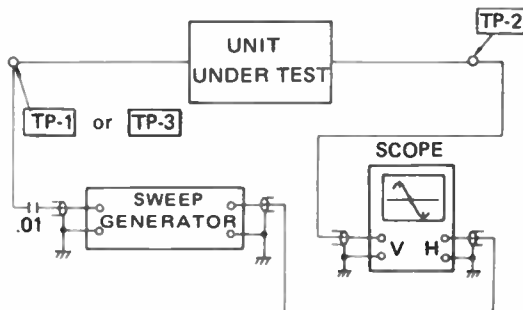 TP-2
UNIT
UNDER TEST
TP-1 or TP-3
SCOPE
SWEEP
GENERATOR
.01
V H